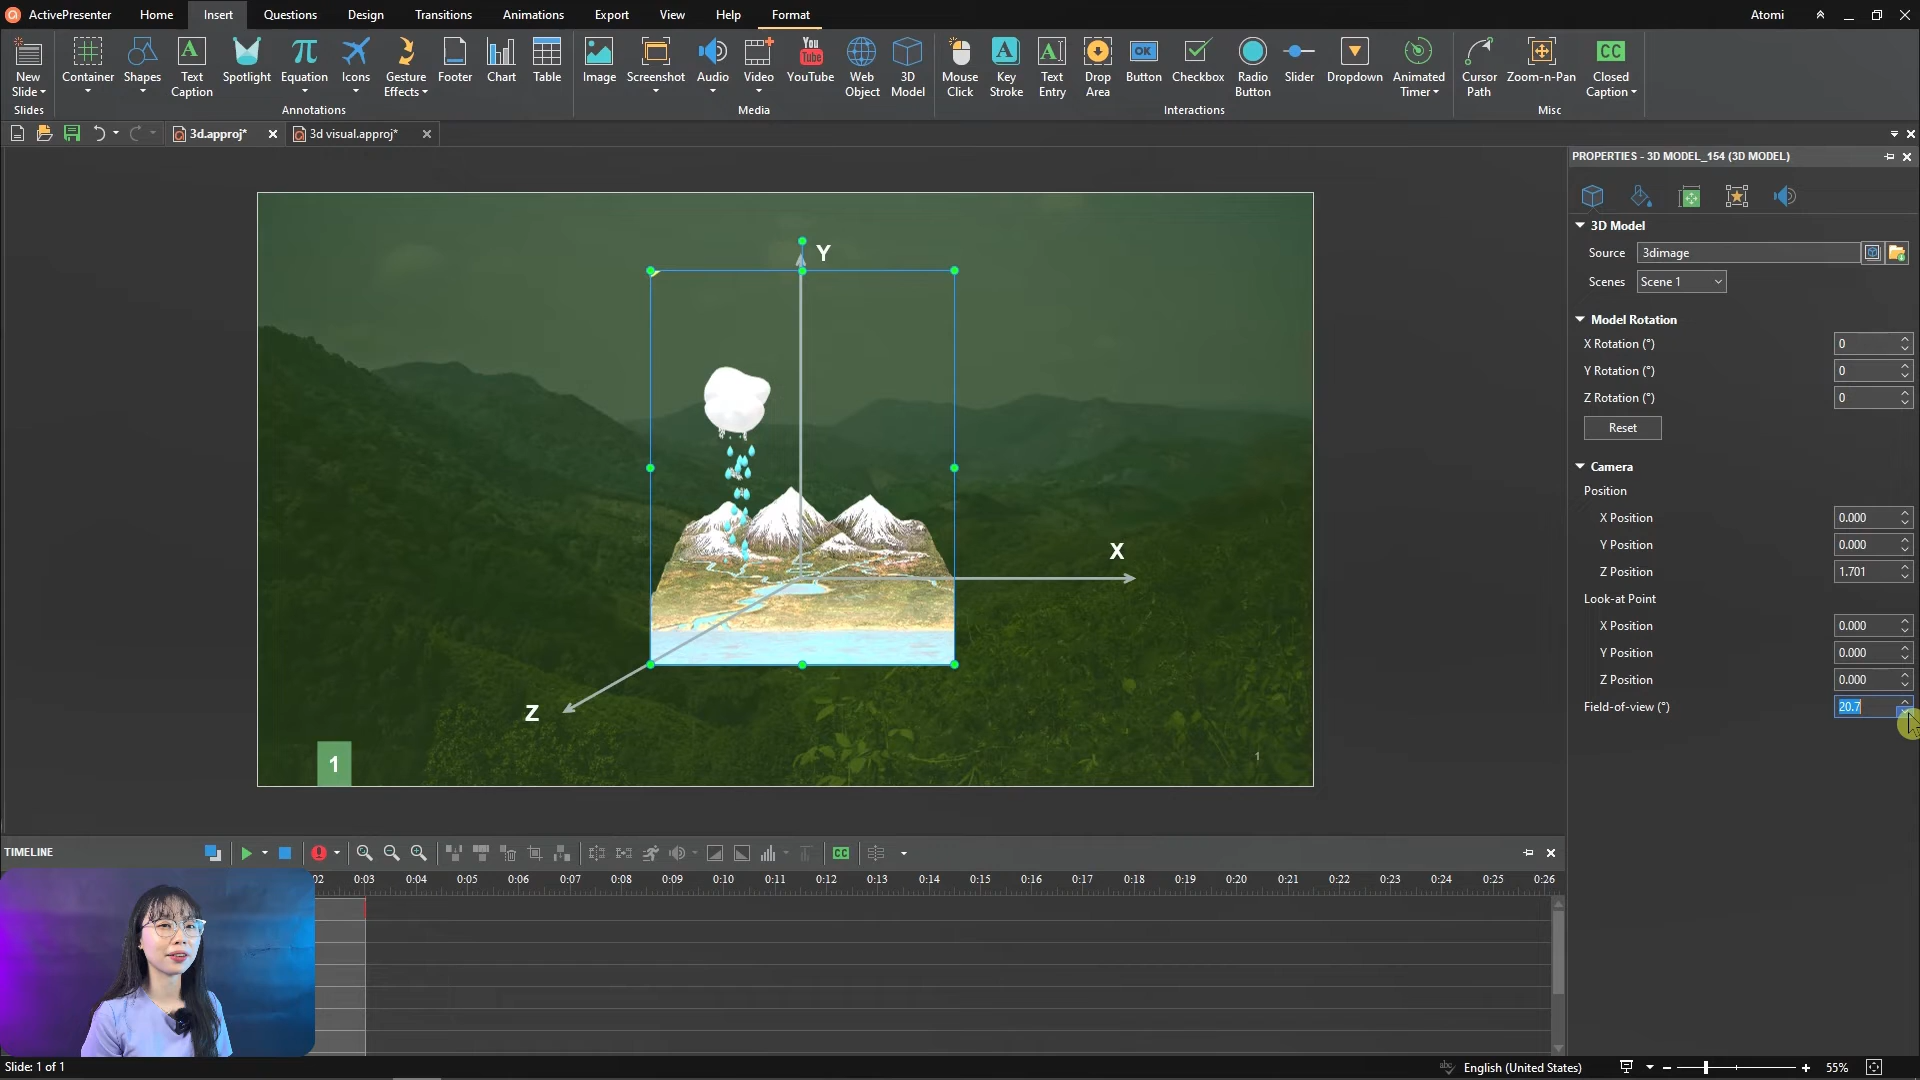 ActivePresenter
Home
Insert
Questions
Design
Transitions
Animations
Export
View
Help
Format
Atomi
New Slide
Container
Shapes
Text Caption
Spotlight
Equation
Icons
Gesture Effects
Footer
Chart
Table
Image
Screenshot
Audio
Video
YouTube
Web Object
3D Model
Mouse Click
Key Stroke
Text Entry
Drop Area
Button
Checkbox
Radio Button
Slider
Dropdown
Animated Timer
Cursor Path
Zoom-n-Pan
Closed Caption
Slides
Annotations
Media
Interactions
Misc
3d.approj*
3d visual.approj*
PROPERTIES - 3D MODEL_154 (3D MODEL)
3D Model
Source 3dimage
Scenes Scene 1
Model Rotation
X Rotation (°) 0
Y Rotation (°) 0
Z Rotation (°) 0
Reset
Camera
Position
X Position 0.000
Y Position 0.000
Z Position 1.701
Look-at Point
X Position 0.000
Y Position 0.000
Z Position 0.000
Field-of-view (°) 20.7
Y
X
Z
1
1
TIMELINE
CC
02 0:03 0:04 0:05 0:06 0:07 0:08 0:09 0:10 0:11 0:12 0:13 0:14 0:15 0:16 0:17 0:18 0:19 0:20 0:21 0:22 0:23 0:24 0:25 0:26
Slide: 1 of 1
English (United States)
55%